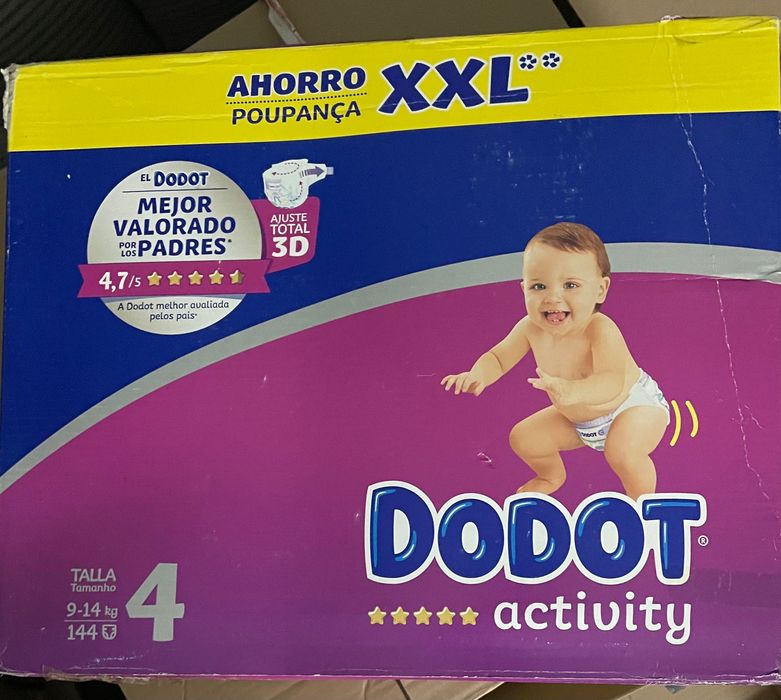 AHORRO XXL**
POUPANÇA
EL DODOT
MEJOR
VALORADO
POR LOS PADRES*
4,7/5
A Dodot melhor avaliada
pelos pais*
AJUSTE
TOTAL
3D
DODOT
DODOT®
activity
TALLA
Tamanho
9-14 kg
144
4